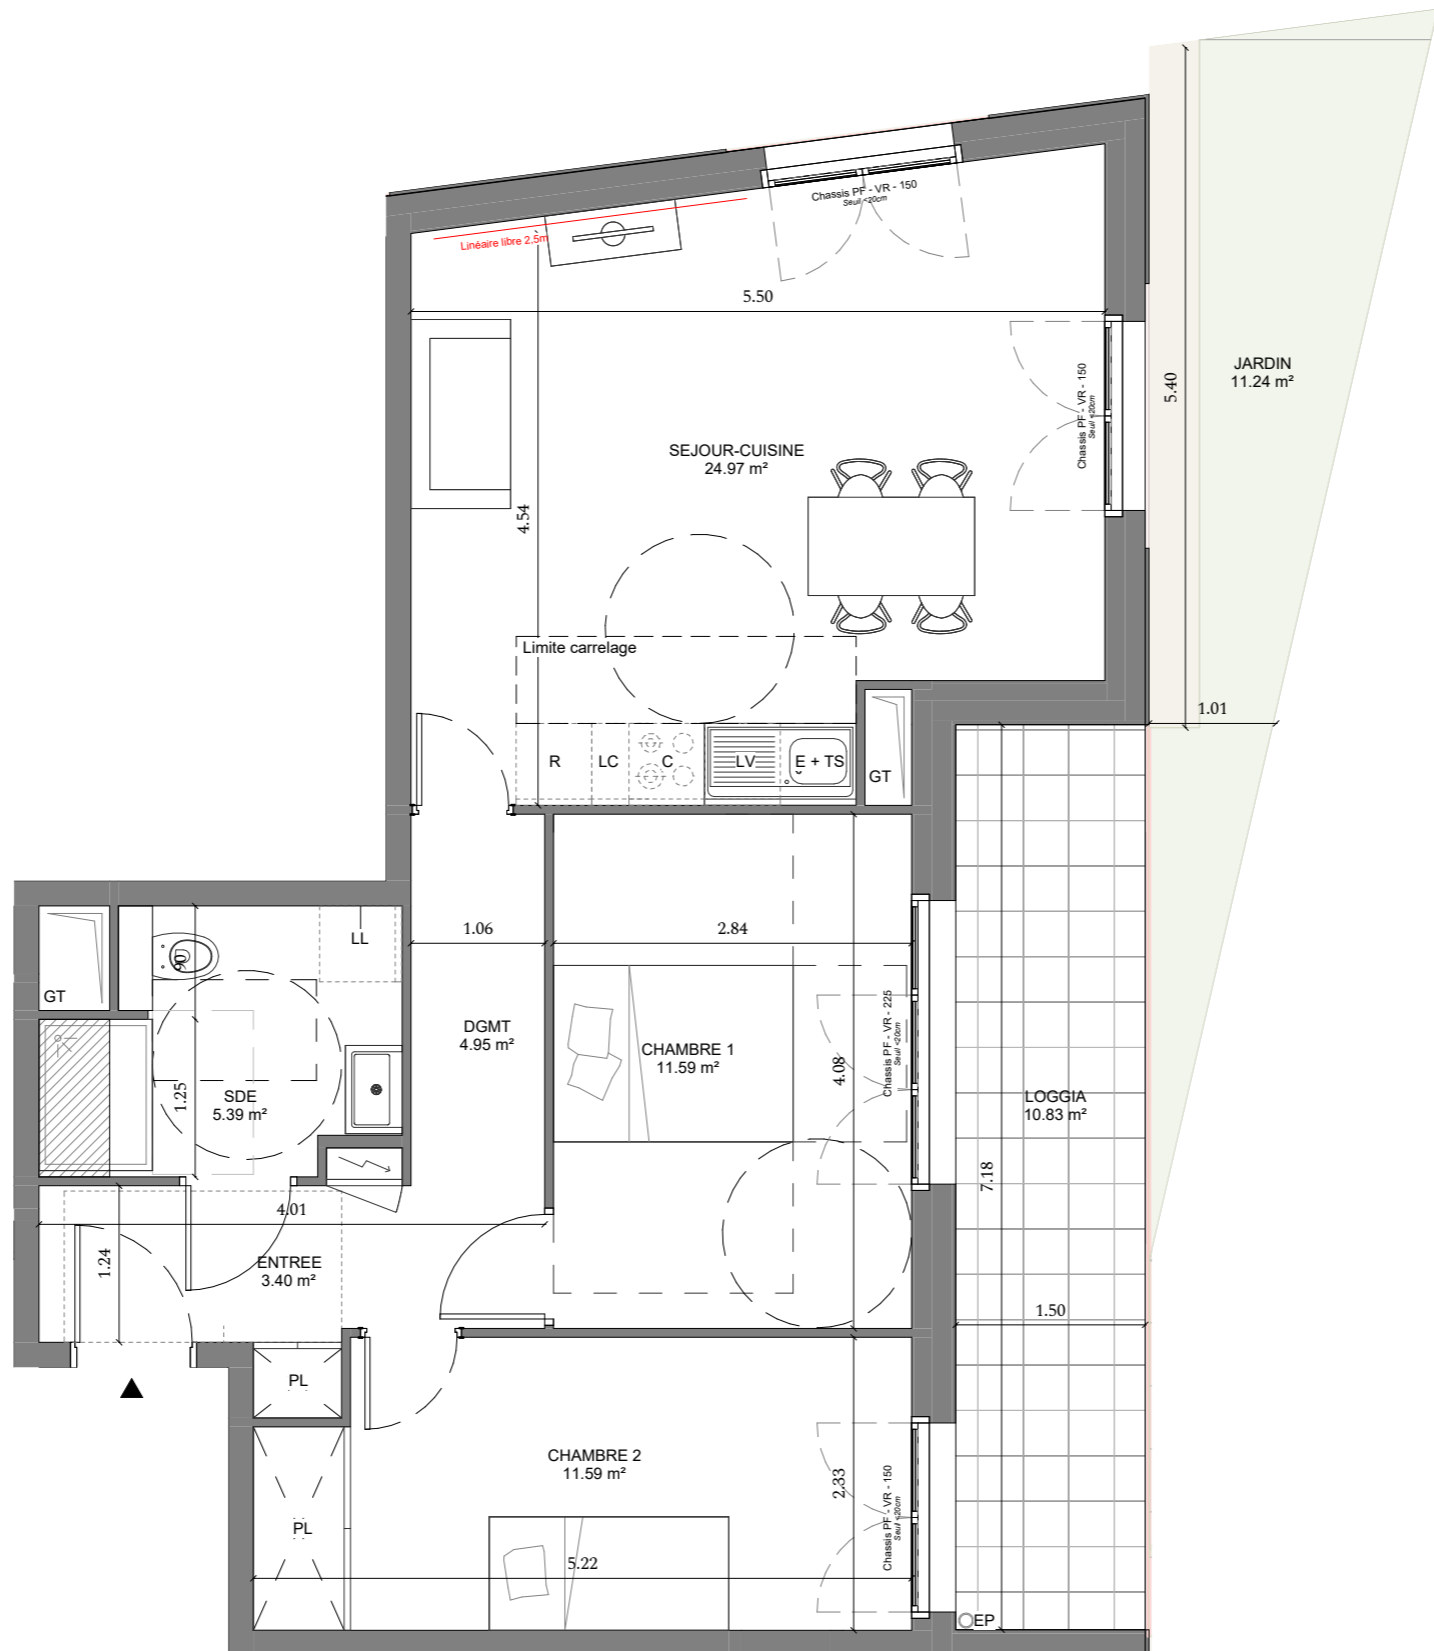 Chassis PF - VR - 150
Seuil <20cm
Linéaire libre 2.5m
5.50
JARDIN
11.24 m²
5.40
Chassis PF - VR - 150
Seuil <20cm
SEJOUR-CUISINE
24.97 m²
4.54
Limite carrelage
1.01
R
LC
C
LV
E + TS
GT
LL
90
1.06
2.84
GT
DGMT
4.95 m²
CHAMBRE 1
11.59 m²
4.08
Chassis PF - VR - 225
Seuil <20cm
SDE
5.39 m²
1.25
LOGGIA
10.83 m²
7.18
4.01
1.24
ENTREE
3.40 m²
1.50
PL
CHAMBRE 2
11.59 m²
2.33
Chassis PF - VR - 150
Seuil <20cm
PL
5.22
EP